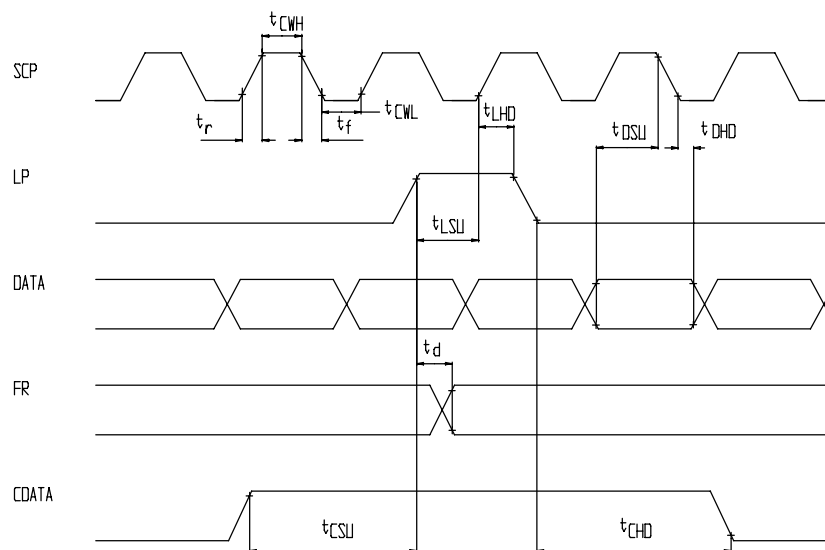 tCWH
SCP
tr
tf
tCWL
tLHD
tDSU
tDHD
LP
tLSU
DATA
td
FR
CDATA
tCSU
tCHD